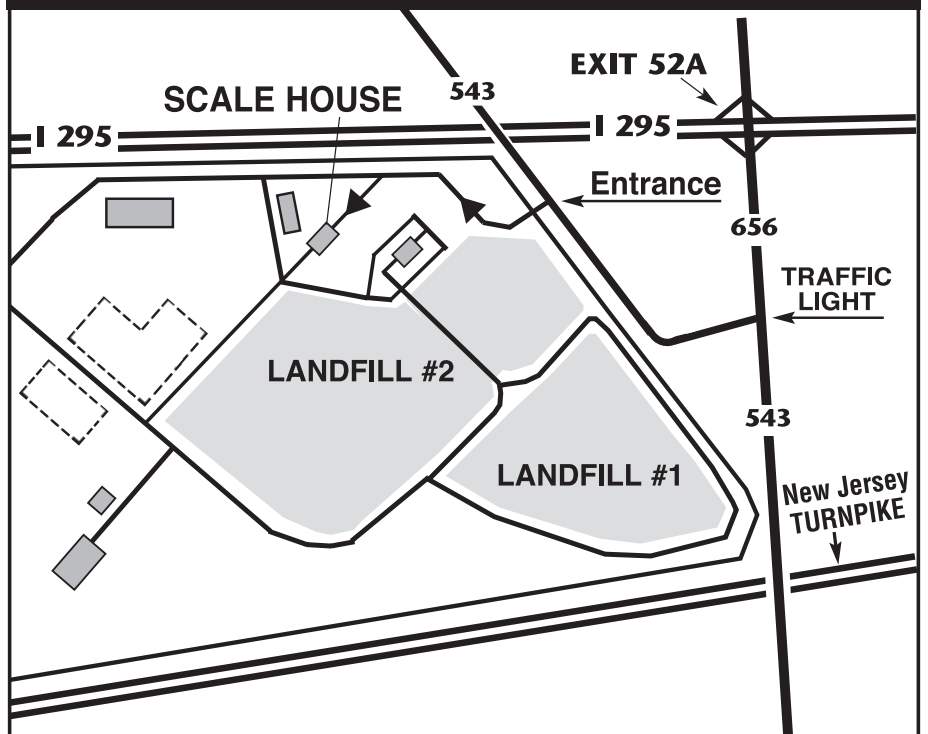 EXIT 52A
543
SCALE HOUSE
I 295
I 295
Entrance
656
TRAFFIC
LIGHT
LANDFILL #2
543
LANDFILL #1
New Jersey
TURNPIKE